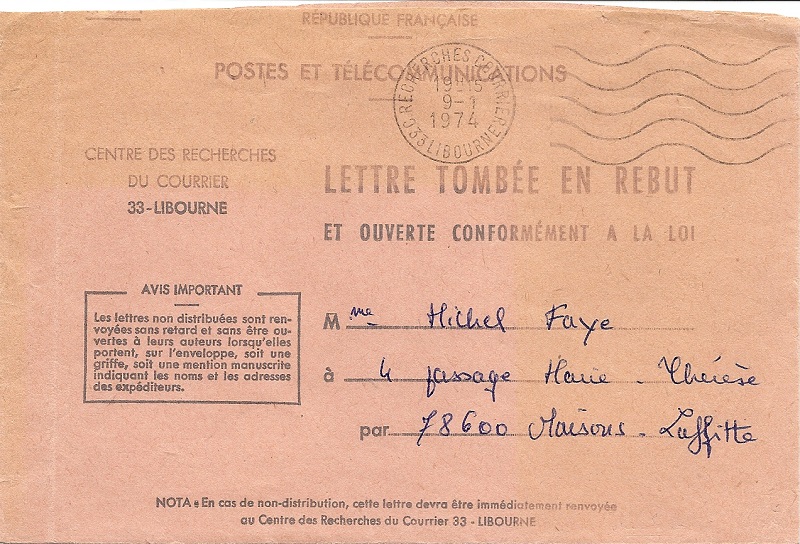 RÉPUBLIQUE FRANÇAISE
POSTES ET TÉLÉCOMMUNICATIONS
RECHERCHES COURRIER
9-1
1974
33 LIBOURNE
CENTRE DES RECHERCHES
DU COURRIER
33-LIBOURNE
LETTRE TOMBÉE EN REBUT
ET OUVERTE CONFORMÉMENT A LA LOI
AVIS IMPORTANT
Les lettres non distribuées sont ren-
voyées sans retard et sans être ou-
vertes à leurs auteurs lorsqu'elles
portent, sur l'enveloppe, soit une
griffe, soit une mention manuscrite
indiquant les noms et les adresses
des expéditeurs.
Mme Michel Faye
à 4 passage Marie-Thérèse
par 78600 Maisons-Laffitte
NOTA : En cas de non-distribution, cette lettre devra être immédiatement renvoyée
au Centre des Recherches du Courrier 33 - LIBOURNE